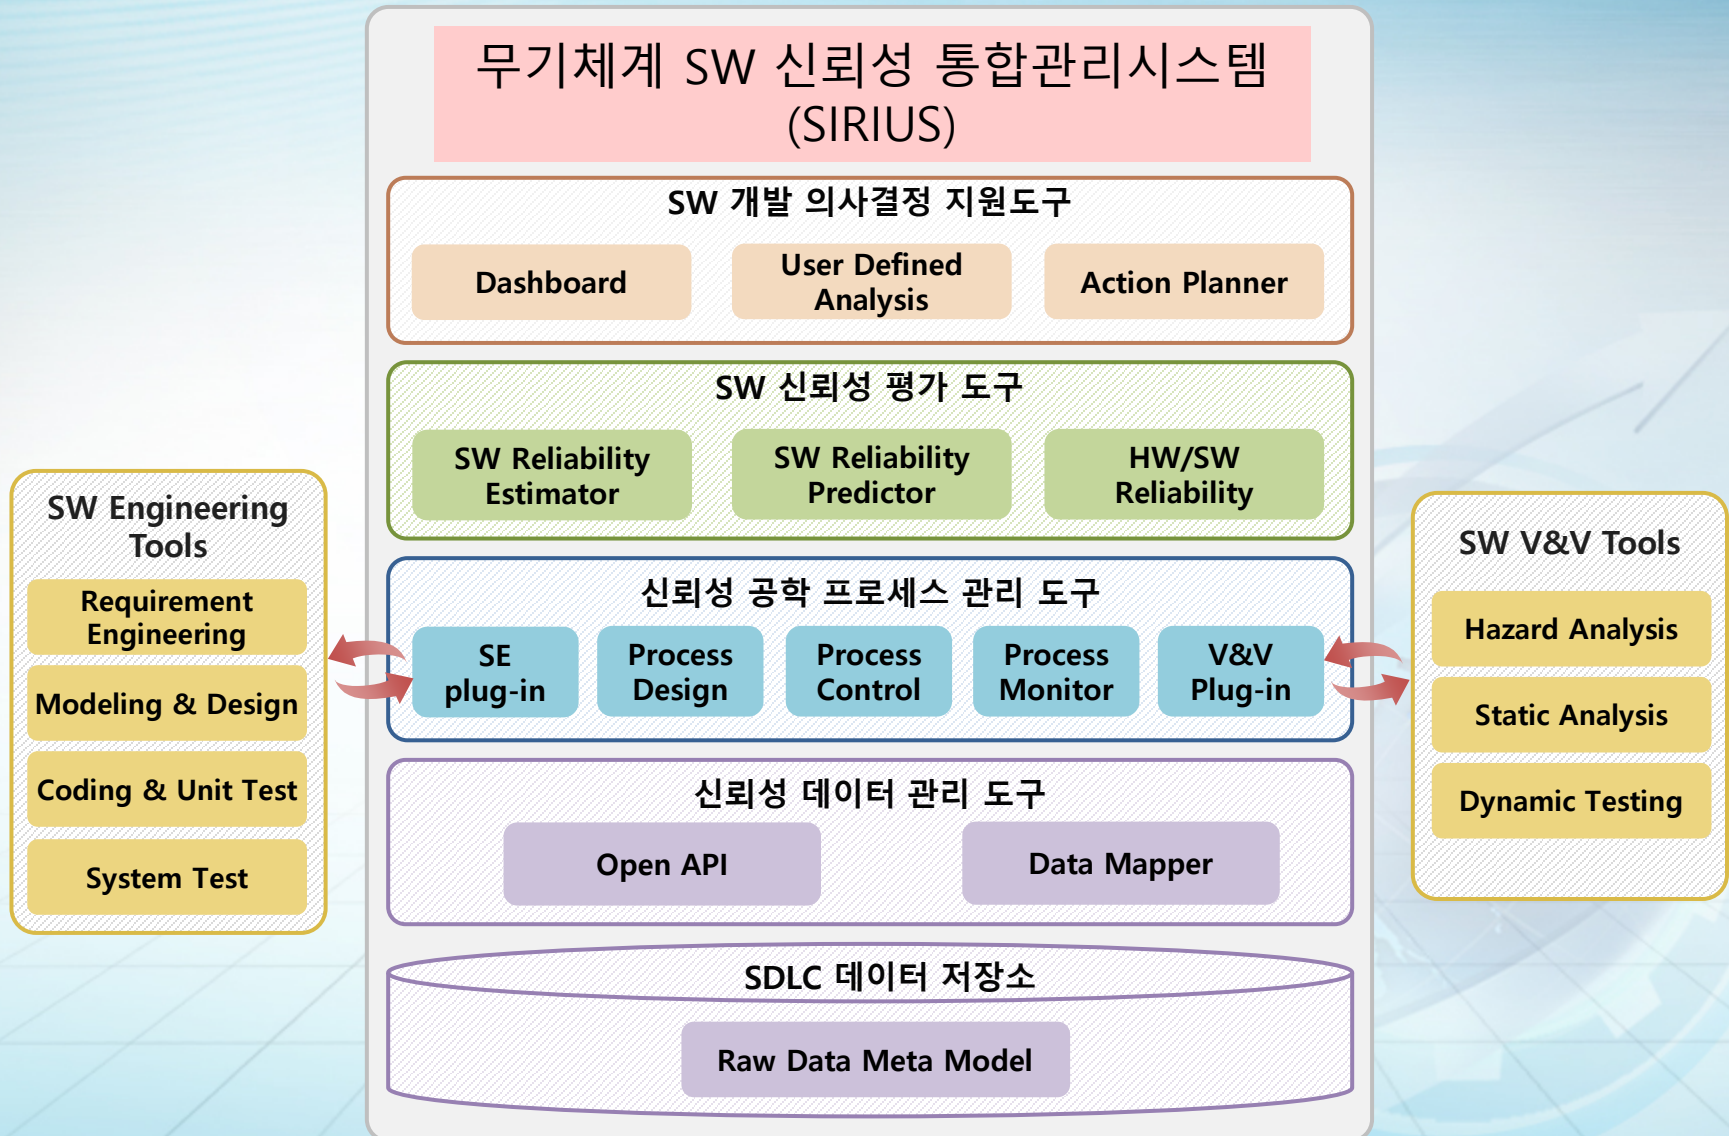 무기체계 SW 신뢰성 통합관리시스템
(SIRIUS)
SW 개발 의사결정 지원도구
Dashboard
User Defined
Analysis
Action Planner
SW 신뢰성 평가 도구
SW Reliability
Estimator
SW Reliability
Predictor
HW/SW
Reliability
SW Engineering
Tools
Requirement
Engineering
Modeling & Design
Coding & Unit Test
System Test
신뢰성 공학 프로세스 관리 도구
SE
plug-in
Process
Design
Process
Control
Process
Monitor
V&V
Plug-in
SW V&V Tools
Hazard Analysis
Static Analysis
Dynamic Testing
신뢰성 데이터 관리 도구
Open API
Data Mapper
SDLC 데이터 저장소
Raw Data Meta Model